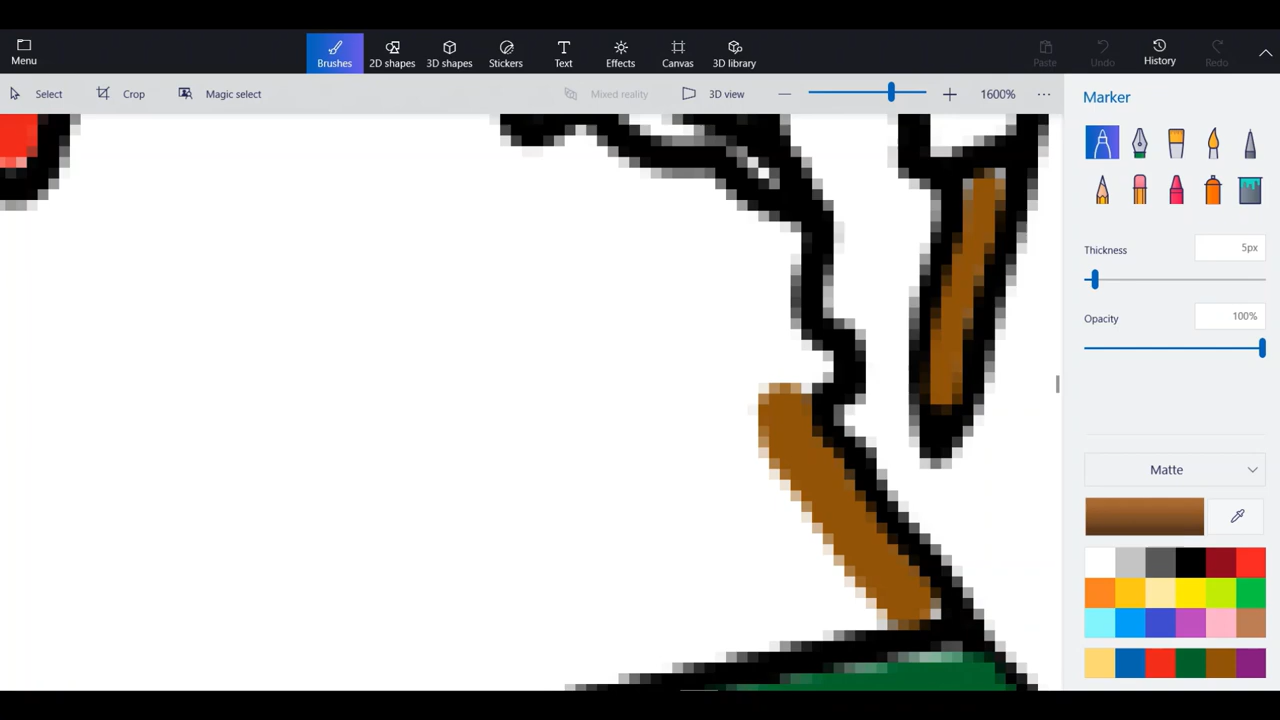 Menu
Brushes
2D shapes
3D shapes
Stickers
Text
Effects
Canvas
3D library
Paste
Undo
History
Redo
Select
Crop
Magic select
Mixed reality
3D view
1600%
Marker
Thickness
5px
Opacity
100%
Matte